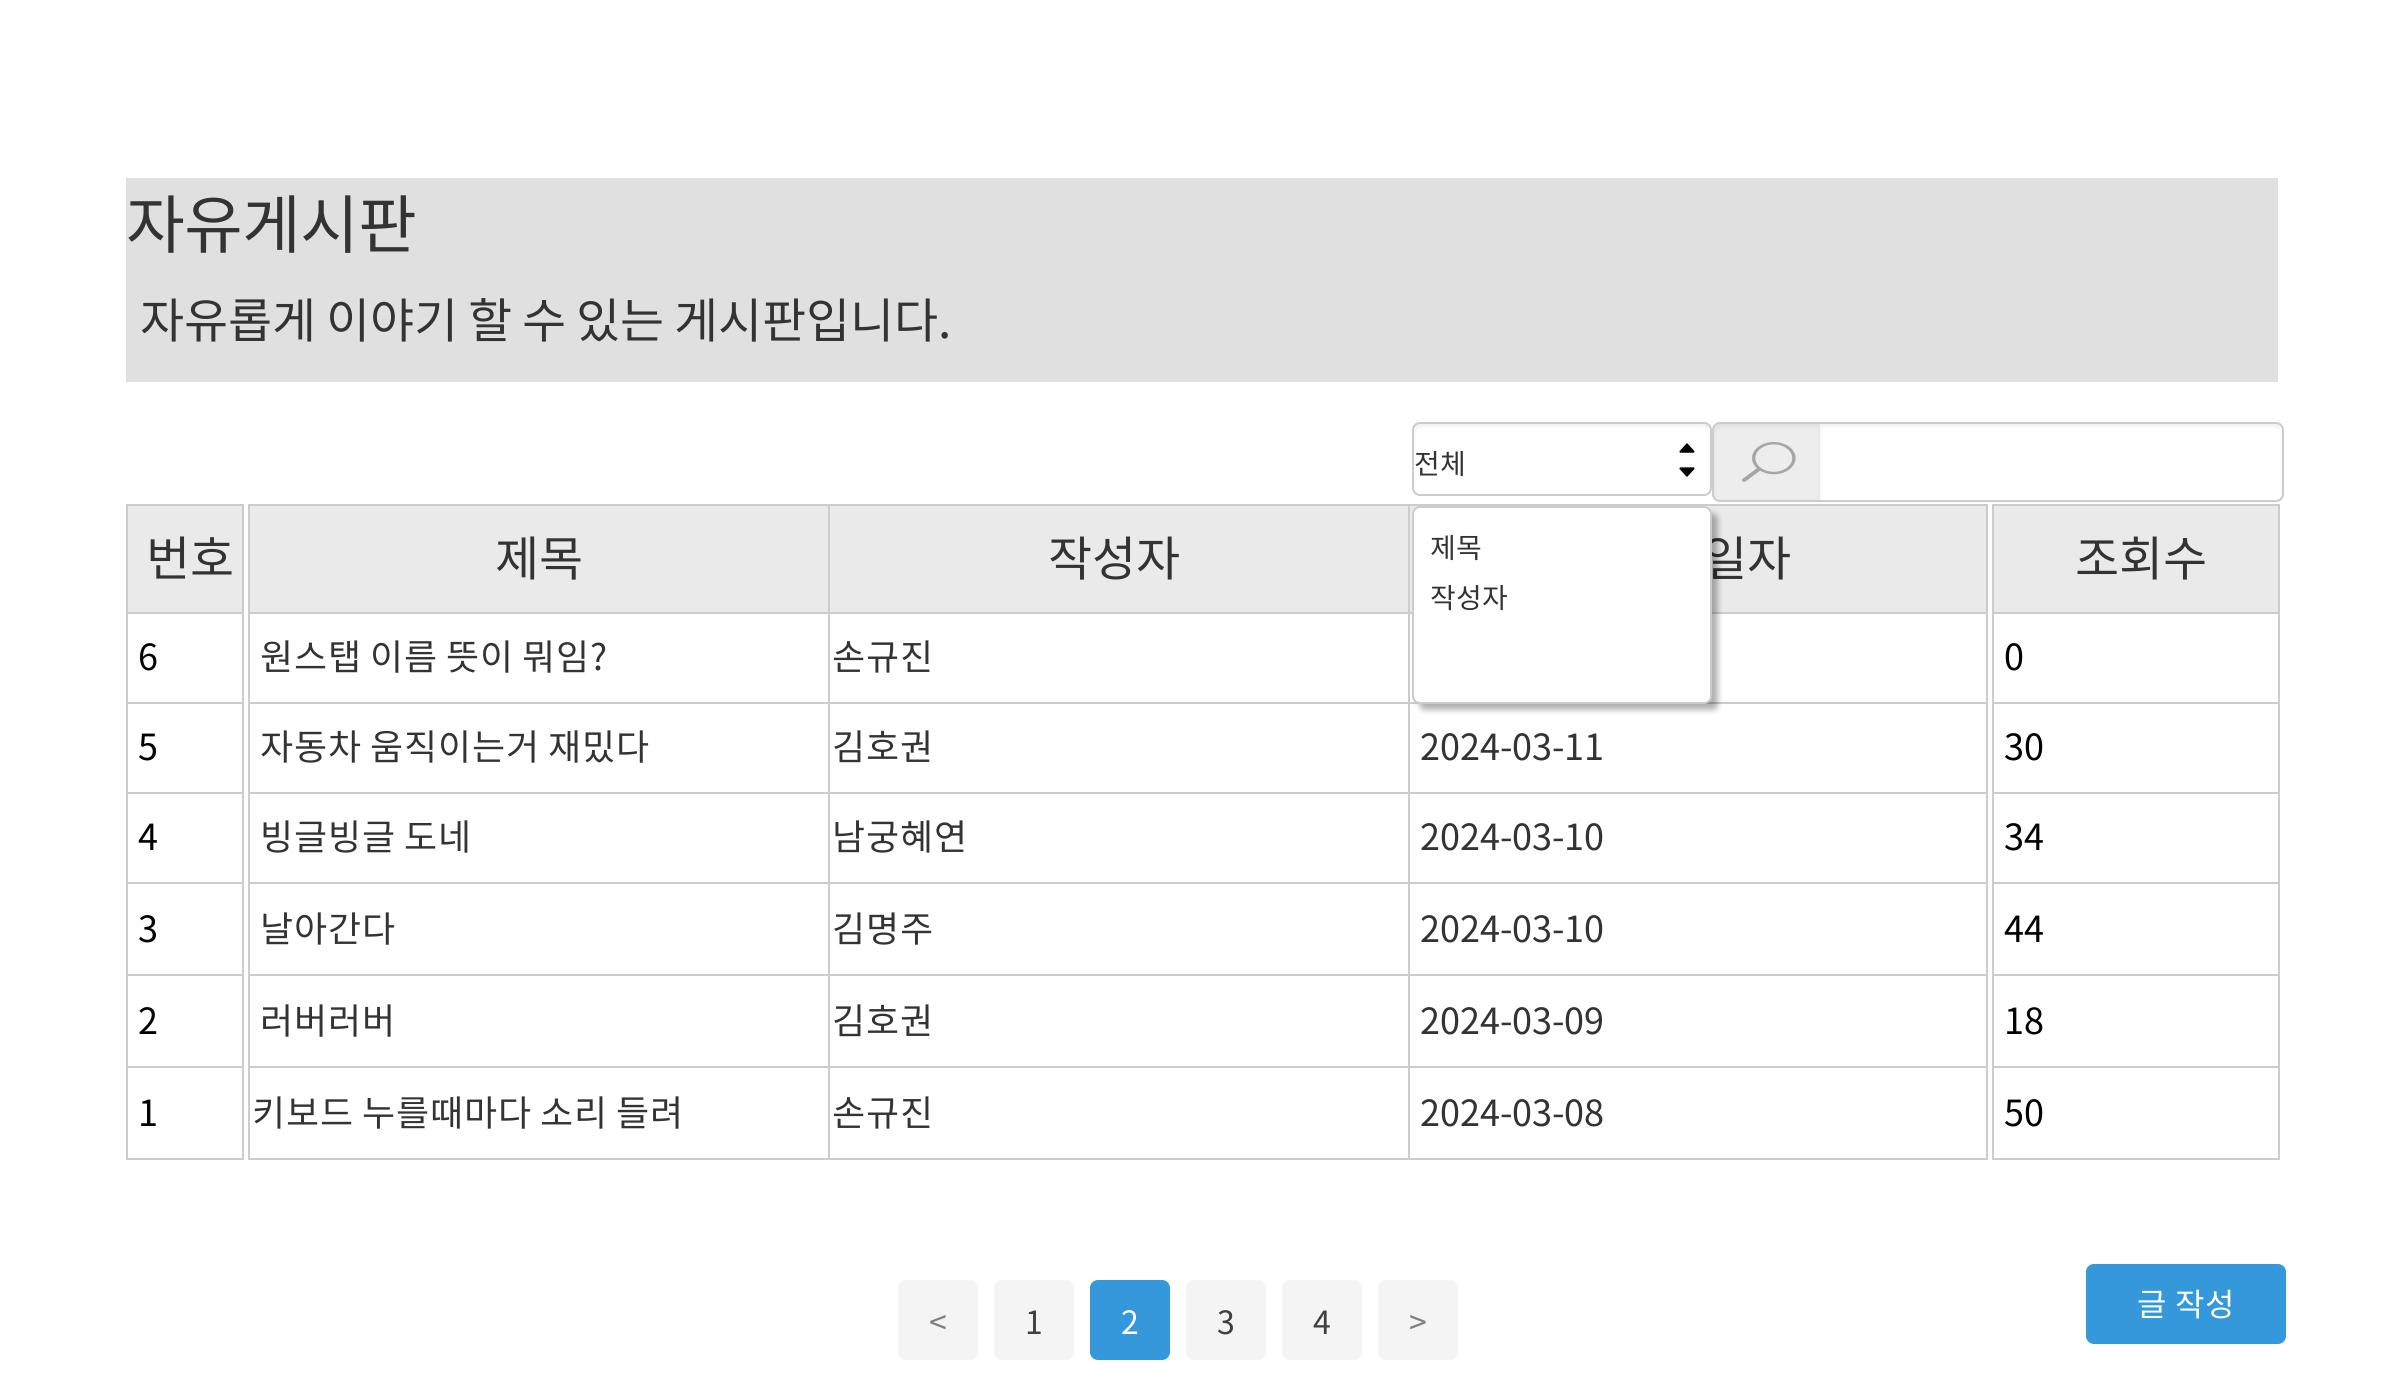 자유게시판
자유롭게 이야기 할 수 있는 게시판입니다.
전체
제목
작성자
번호 제목 작성자 일자 조회수
6 원스탭 이름 뜻이 뭐임? 손규진 0
5 자동차 움직이는거 재밌다 김호권 2024-03-11 30
4 빙글빙글 도네 남궁혜연 2024-03-10 34
3 날아간다 김명주 2024-03-10 44
2 러버러버 김호권 2024-03-09 18
1 키보드 누를때마다 소리 들려 손규진 2024-03-08 50
< 1 2 3 4 >
글 작성